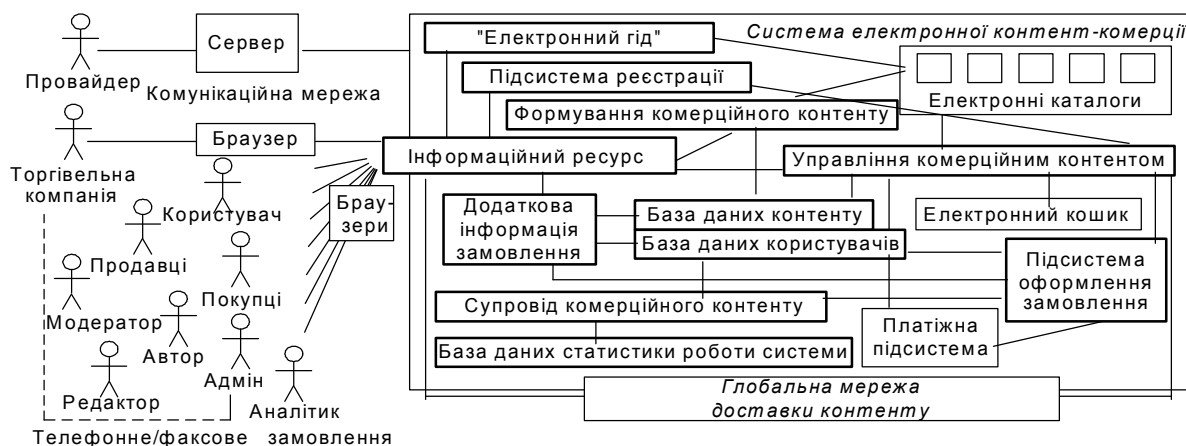 Сервер
"Електронний гід"
Система електронної контент-комерції
Провайдер
Комунікаційна мережа
Підсистема реєстрації
Електронні каталоги
Формування комерційного контенту
Браузер
Інформаційний ресурс
Управління комерційним контентом
Торгівельна
компанія
Користувач
Брау-
зери
Додаткова
інформація
замовлення
База даних контенту
Електронний кошик
База даних користувачів
Продавці
Покупці
Підсистема
оформлення
замовлення
Модератор
Супровід комерційного контенту
Платіжна
підсистема
Автор
Адмін
База даних статистики роботи системи
Редактор
Аналітик
Глобальна мережа
доставки контенту
Телефонне/факсове замовлення